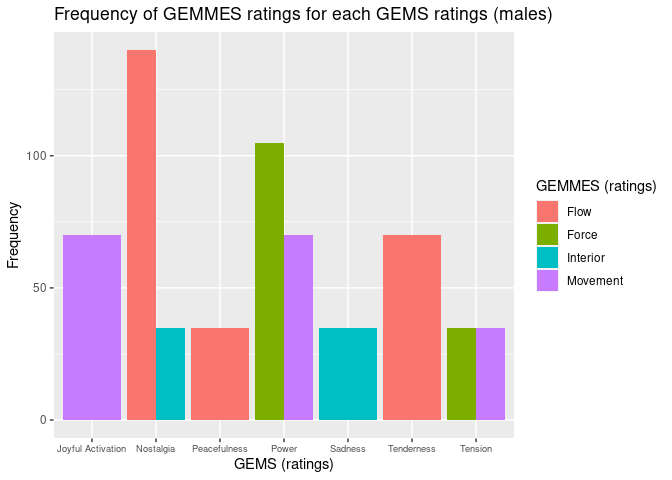 Frequency of GEMMES ratings for each GEMS ratings (males)
Frequency
100
50
0
Joyful Activation Nostalgia Peacefulness Power Sadness Tenderness Tension
GEMS (ratings)
GEMMES (ratings)
Flow
Force
Interior
Movement